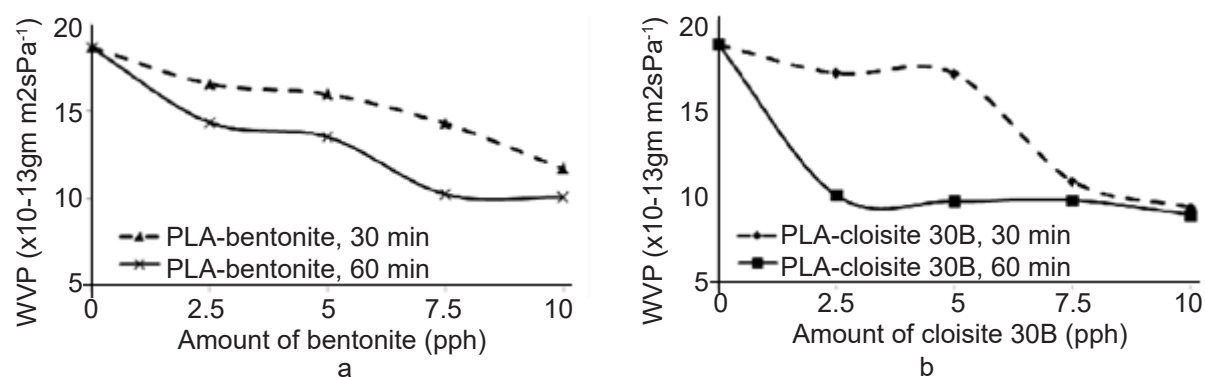 WVP (x10-13gm m2sPa-1)
20
15
10
5
PLA-bentonite, 30 min
PLA-bentonite, 60 min
0 2.5 5 7.5 10
Amount of bentonite (pph)
a
WVP (x10-13gm m2sPa-1)
20
15
10
5
PLA-cloisite 30B, 30 min
PLA-cloisite 30B, 60 min
0 2.5 5 7.5 10
Amount of cloisite 30B (pph)
b